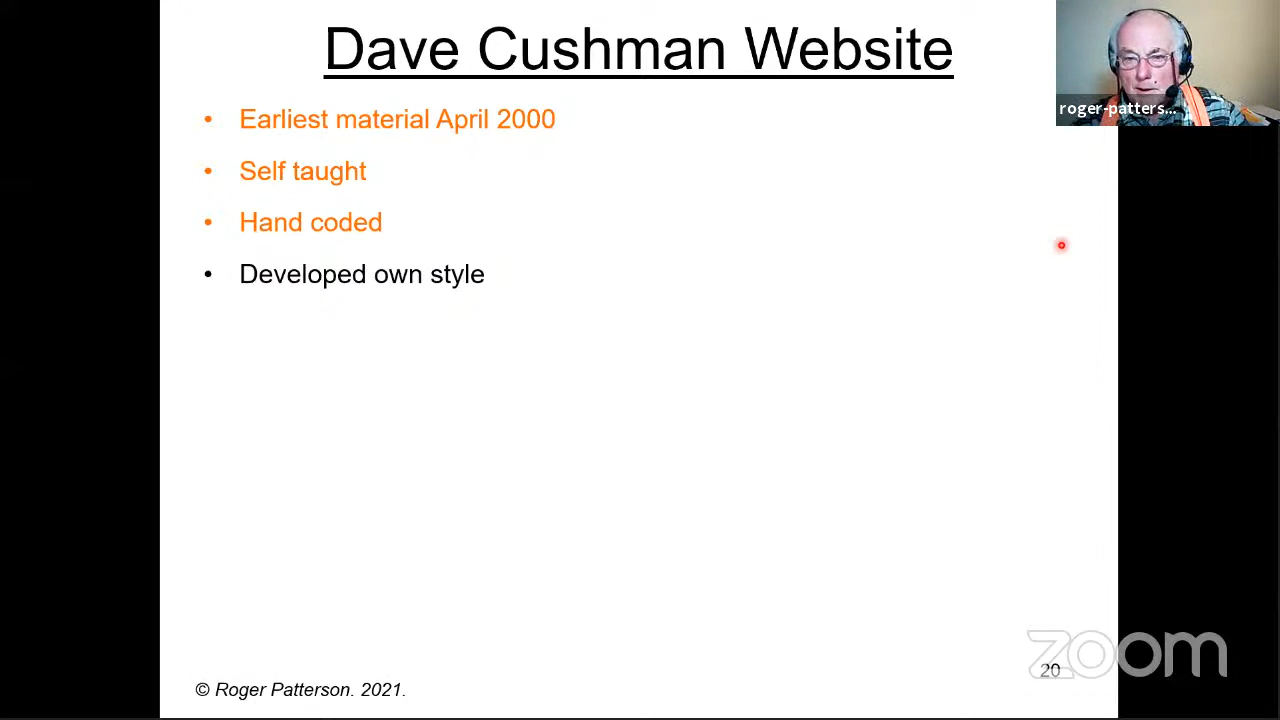 Dave Cushman Website
roger-patters...
• Earliest material April 2000
• Self taught
• Hand coded
• Developed own style
zoom
20
© Roger Patterson. 2021.